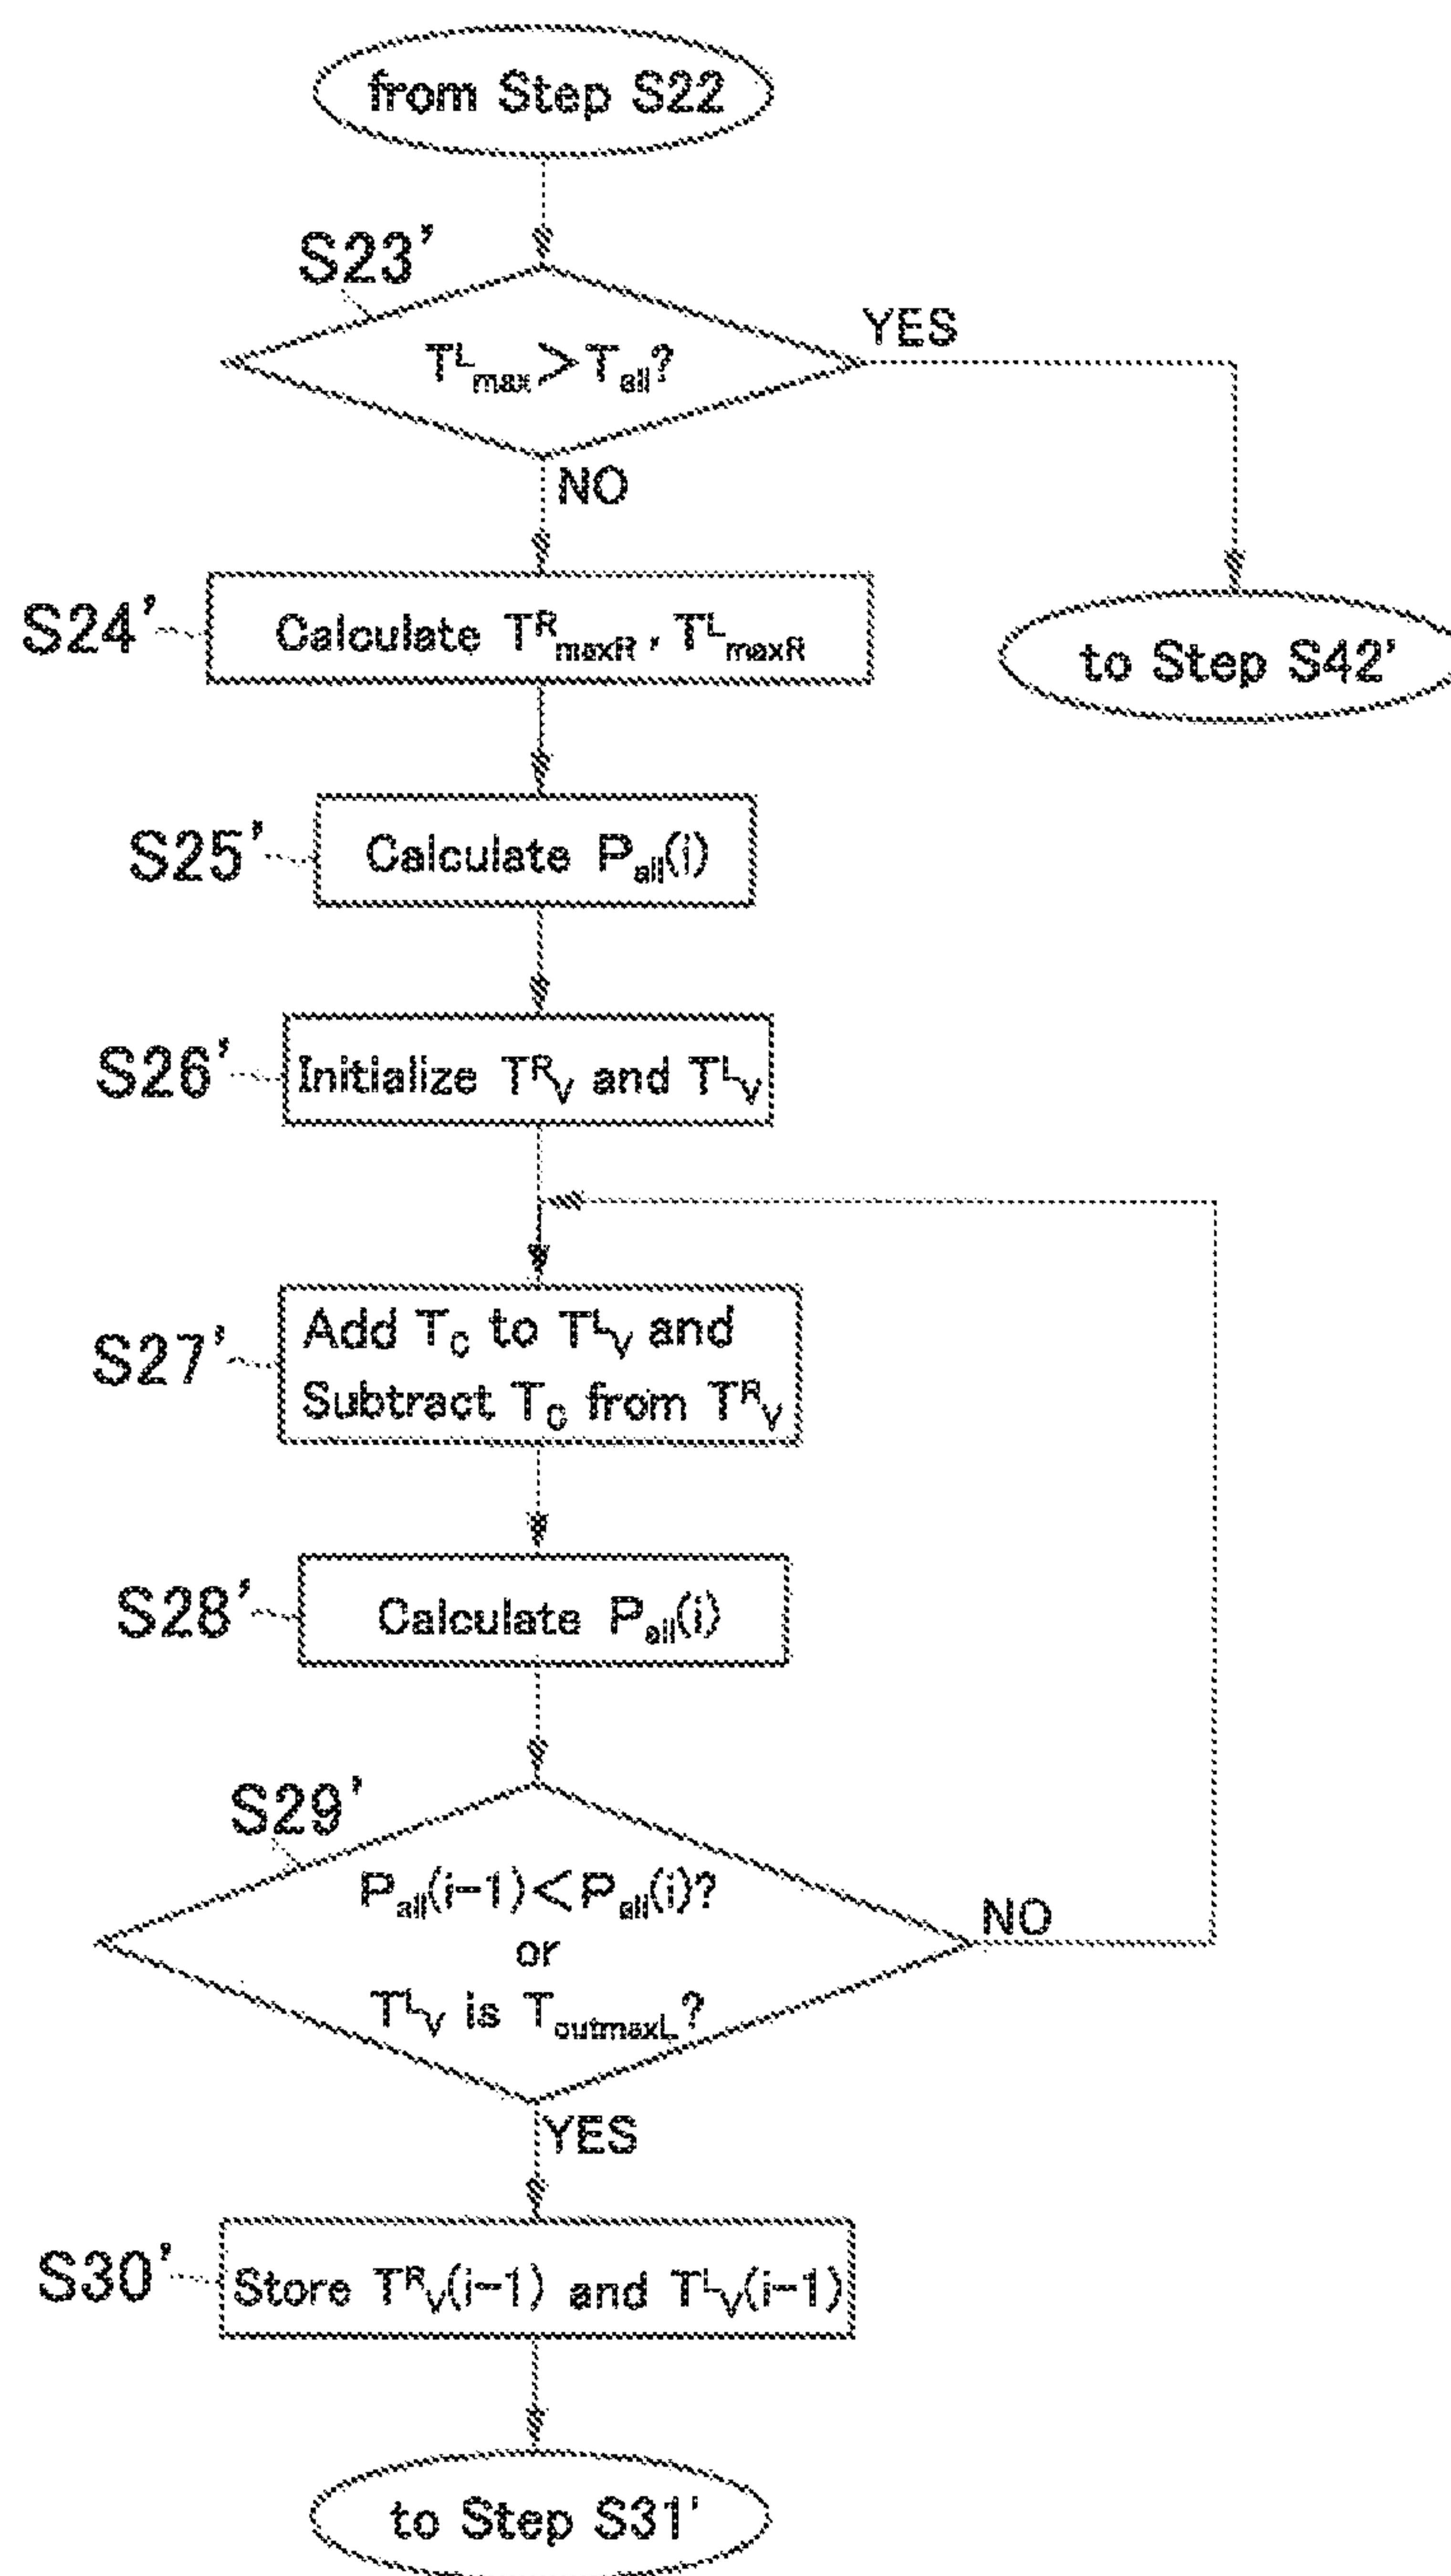 from Step S22
S23'
T^L_max > T_all?
YES
NO
S24'
Calculate T^R_maxR, T^L_maxR
to Step S42'
S25'
Calculate P_all(i)
S26'
Initialize T^R_V and T^L_V
S27'
Add T_C to T^L_V and
Subtract T_C from T^R_V
S28'
Calculate P_all(i)
S29'
P_all(i-1)<P_all(i)?
or
T^L_V is T_outmaxL?
NO
YES
S30'
Store T^R_V(i-1) and T^L_V(i-1)
to Step S31'